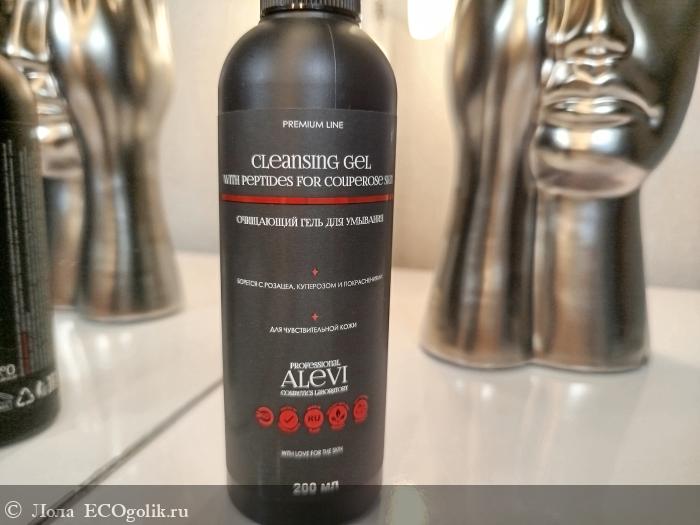 PREMIUM LINE
CLEANSING GEL
WITH PEPTIDES FOR COUPEROSE SKIN
ОЧИЩАЮЩИЙ ГЕЛЬ ДЛЯ УМЫВАНИЯ
БОРЕТСЯ С РОЗАЦЕА, КУПЕРОЗОМ И ПОКРАСНЕНИЯМИ
ДЛЯ ЧУВСТВИТЕЛЬНОЙ КОЖИ
PROFESSIONAL
ALEVI
COSMETICS LABORATORY
RU
WITH LOVE FOR THE SKIN
200 МЛ
© Лола ECOgolik.ru